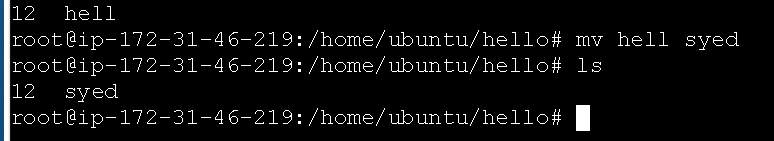 12  hell
root@ip-172-31-46-219:/home/ubuntu/hello# mv hell syed
root@ip-172-31-46-219:/home/ubuntu/hello# ls
12  syed
root@ip-172-31-46-219:/home/ubuntu/hello#